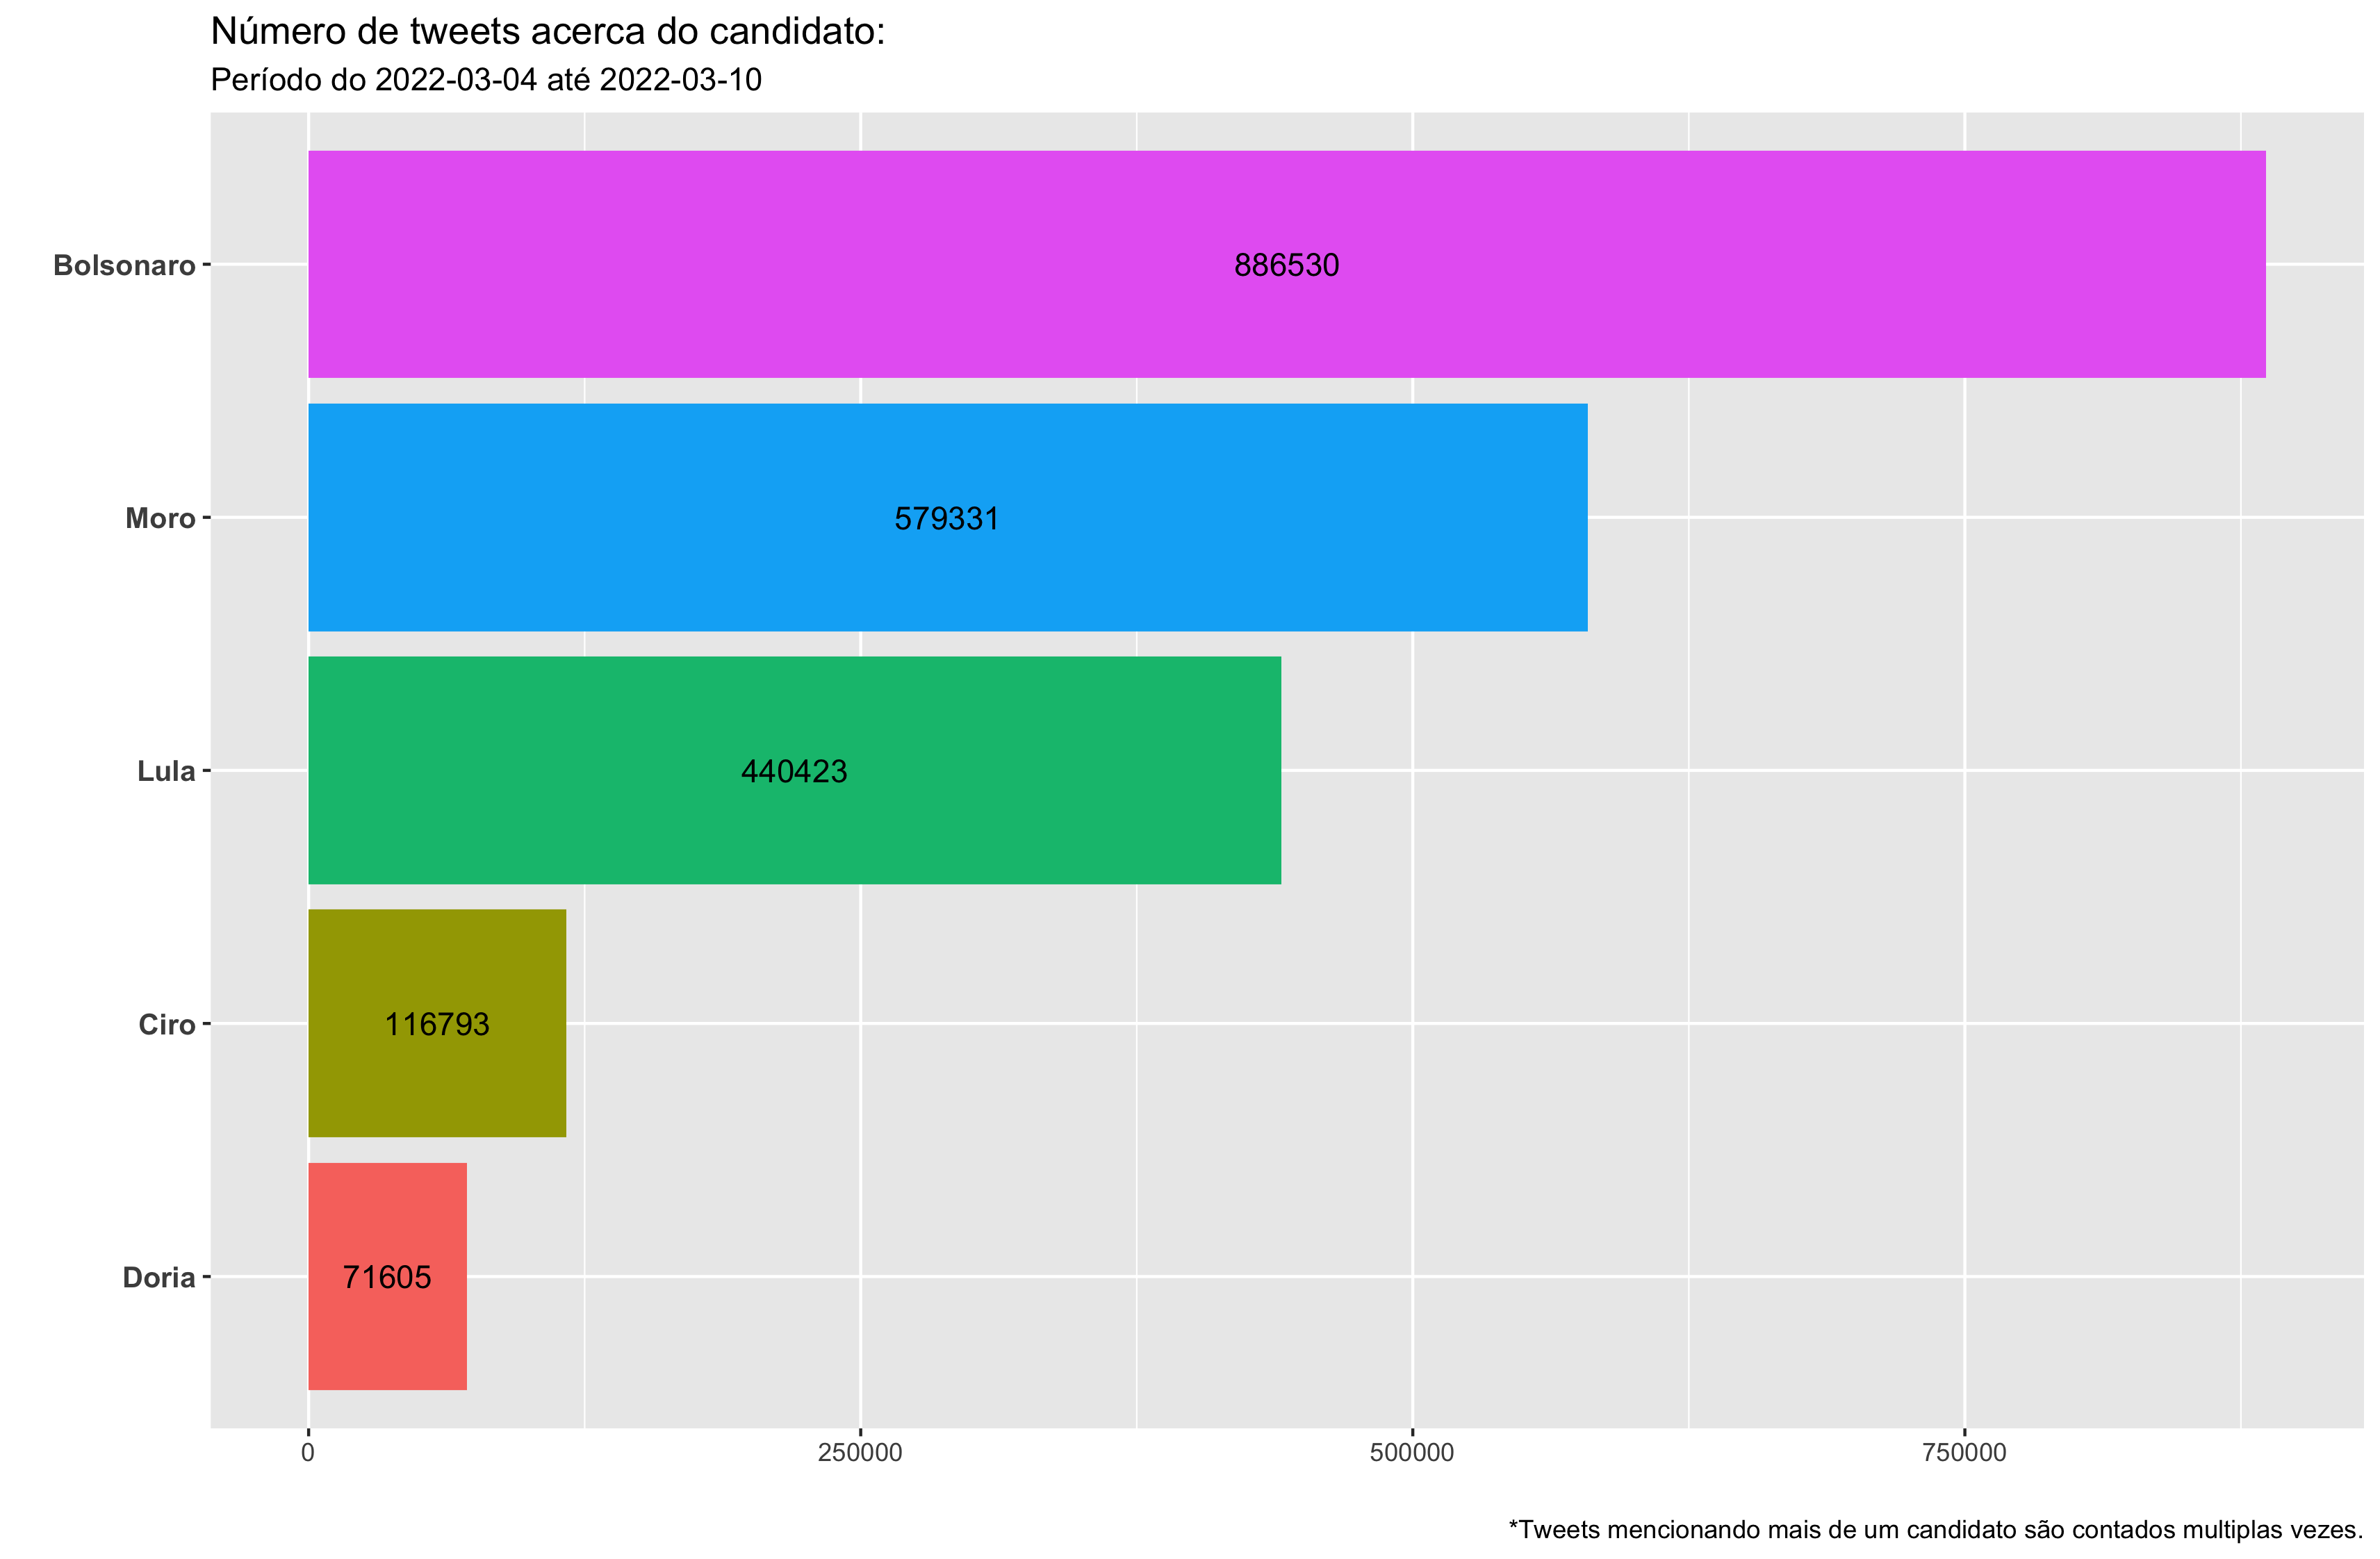 Número de tweets acerca do candidato:
Período do 2022-03-04 até 2022-03-10
Bolsonaro
886530
Moro
579331
Lula
440423
Ciro
116793
Doria
71605
0 250000 500000 750000
*Tweets mencionando mais de um candidato são contados multiplas vezes.